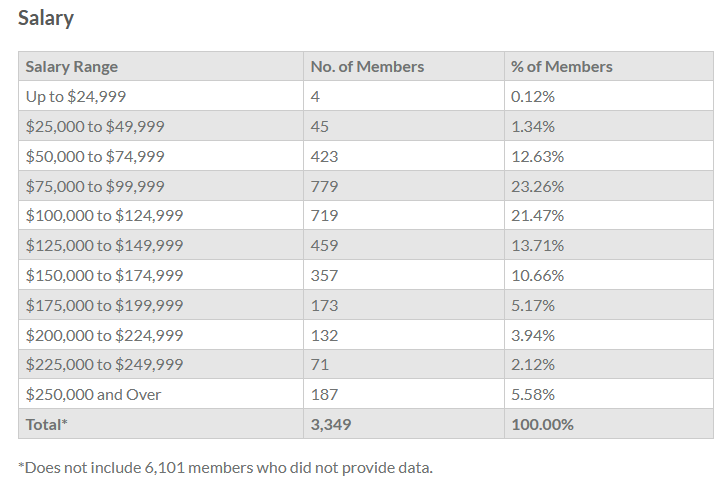 Salary
Salary Range No. of Members % of Members
Up to $24,999 4 0.12%
$25,000 to $49,999 45 1.34%
$50,000 to $74,999 423 12.63%
$75,000 to $99,999 779 23.26%
$100,000 to $124,999 719 21.47%
$125,000 to $149,999 459 13.71%
$150,000 to $174,999 357 10.66%
$175,000 to $199,999 173 5.17%
$200,000 to $224,999 132 3.94%
$225,000 to $249,999 71 2.12%
$250,000 and Over 187 5.58%
Total* 3,349 100.00%
*Does not include 6,101 members who did not provide data.